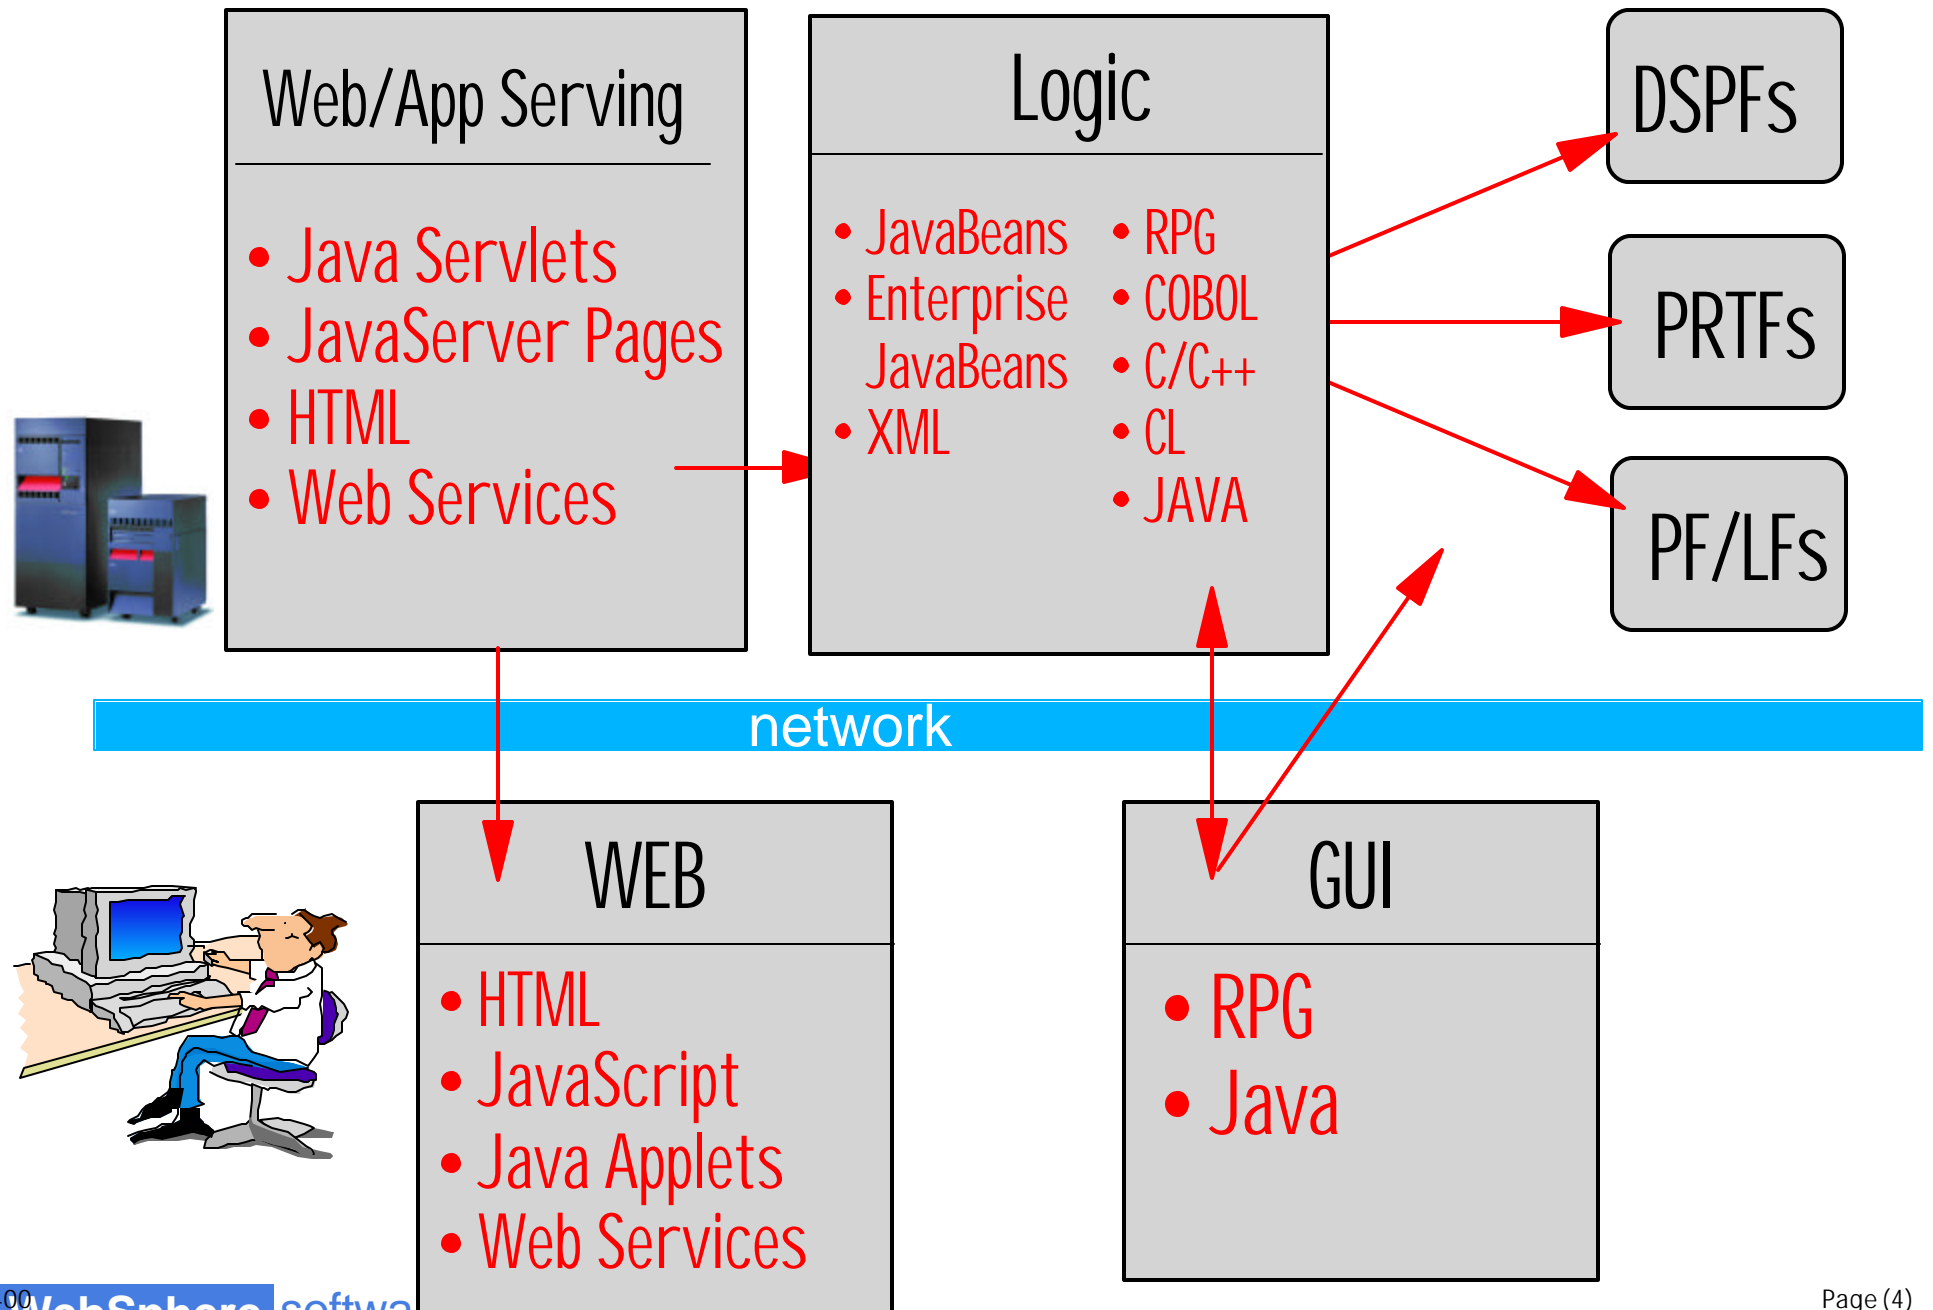 Web/App Serving
• Java Servlets
• JavaServer Pages
• HTML
• Web Services
Logic
• JavaBeans
• Enterprise
JavaBeans
• XML
• RPG
• COBOL
• C/C++
• CL
• JAVA
DSPFs
PRTFs
PF/LFs
network
WEB
• HTML
• JavaScript
• Java Applets
• Web Services
GUI
• RPG
• Java
Page (4)